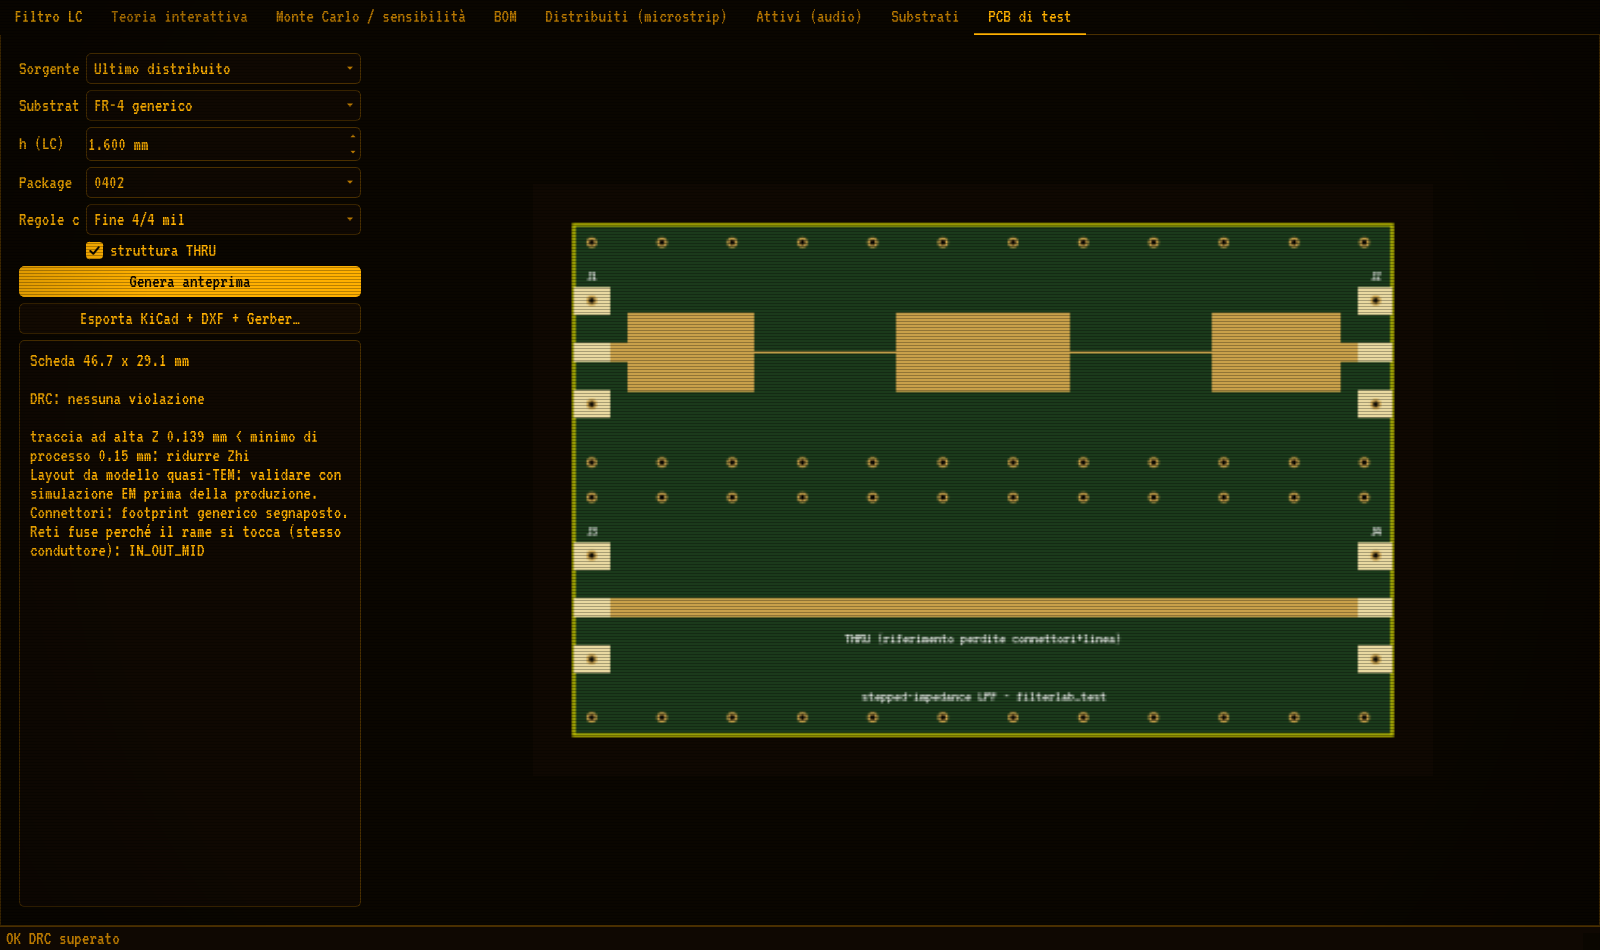 Filtro LC Teoria interattiva Monte Carlo / sensibilità BOM Distribuiti (microstrip) Attivi (audio) Substrati PCB di test
Sorgente Ultimo distribuito
Substrat FR-4 generico
h (LC) 1.600 mm
Package 0402
Regole c Fine 4/4 mil
struttura THRU
Genera anteprima
Esporta KiCad + DXF + Gerber…
Scheda 46.7 x 29.1 mm
DRC: nessuna violazione
traccia ad alta Z 0.139 mm < minimo di
processo 0.15 mm: ridurre Zhi
Layout da modello quasi-TEM: validare con
simulazione EM prima della produzione.
Connettori: footprint generico segnaposto.
Reti fuse perché il rame si tocca (stesso
conduttore): IN_OUT_MID
J1 J2
J3 J4
THRU (riferimento perdite connettori+linea)
stepped-impedance LPF - filterlab_test
OK DRC superato